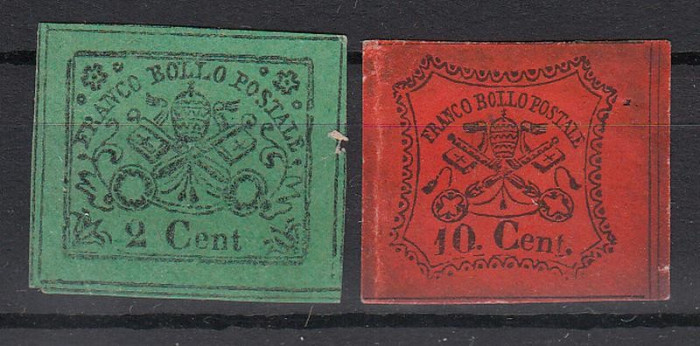 FRANCO BOLLO POSTALE
2 Cent
FRANCO BOLLO POSTALE
10. Cent.